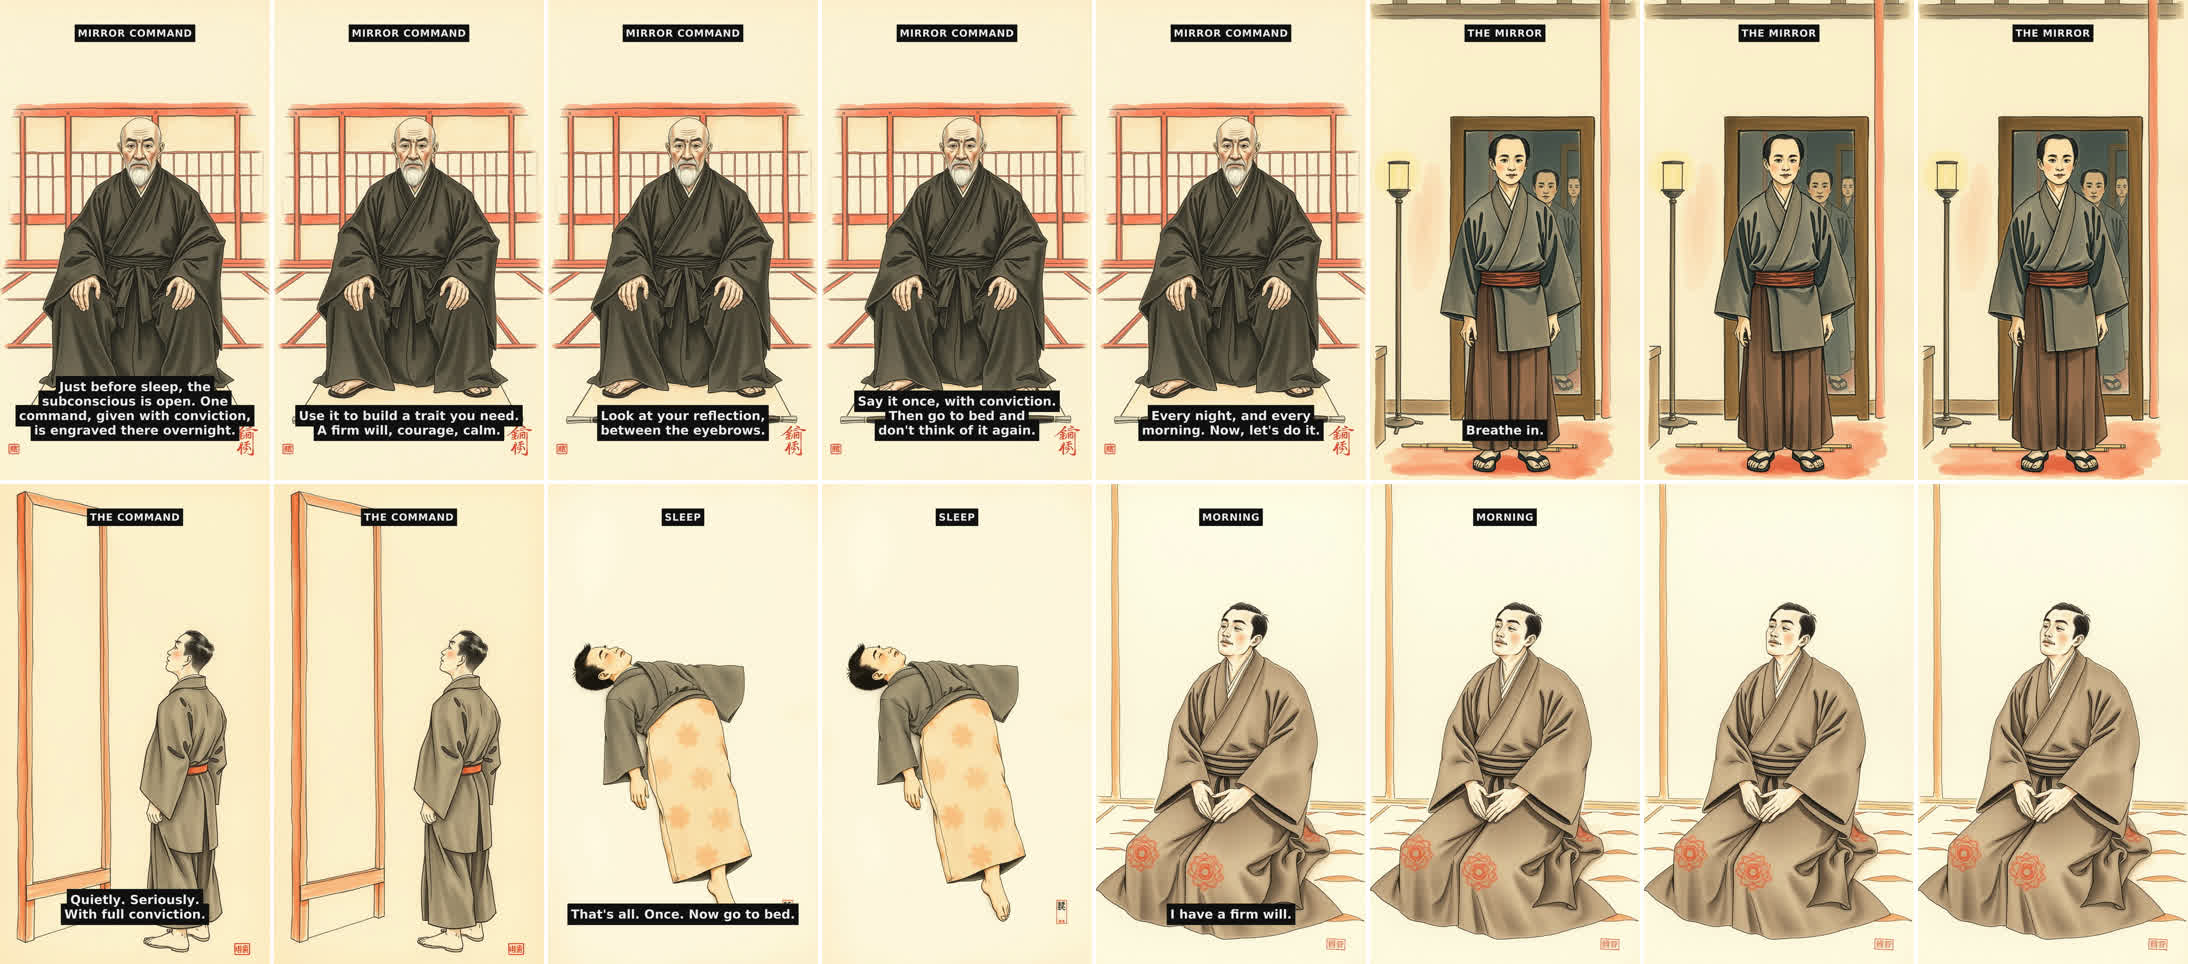 MIRROR COMMAND
Just before sleep, the
subconscious is open. One
command, given with conviction,
is engraved there overnight.
MIRROR COMMAND
Use it to build a trait you need.
A firm will, courage, calm.
MIRROR COMMAND
Look at your reflection,
between the eyebrows.
MIRROR COMMAND
Say it once, with conviction.
Then go to bed and
don't think of it again.
MIRROR COMMAND
Every night, and every
morning. Now, let's do it.
THE MIRROR
Breathe in.
THE MIRROR
THE MIRROR
THE COMMAND
Quietly. Seriously.
With full conviction.
THE COMMAND
SLEEP
That's all. Once. Now go to bed.
SLEEP
MORNING
I have a firm will.
MORNING